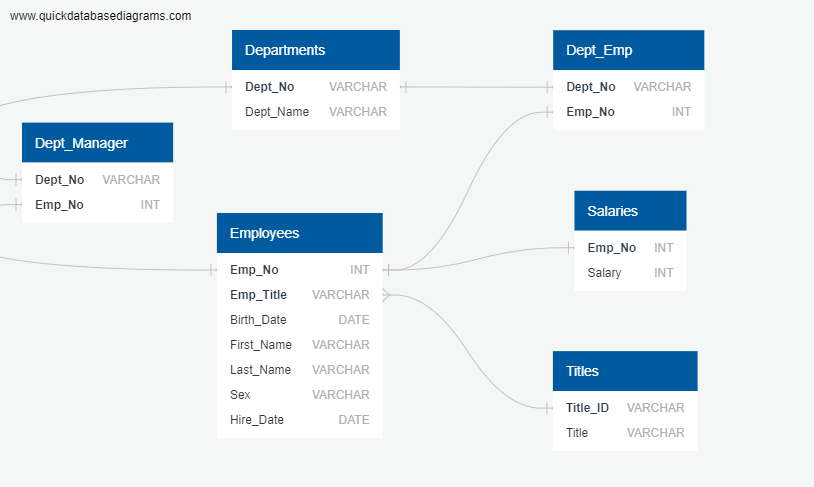 www.quickdatabasediagrams.com
Departments
Dept_No VARCHAR
Dept_Name VARCHAR
Dept_Emp
Dept_No VARCHAR
Emp_No INT
Dept_Manager
Dept_No VARCHAR
Emp_No INT
Employees
Emp_No INT
Emp_Title VARCHAR
Birth_Date DATE
First_Name VARCHAR
Last_Name VARCHAR
Sex VARCHAR
Hire_Date DATE
Salaries
Emp_No INT
Salary INT
Titles
Title_ID VARCHAR
Title VARCHAR